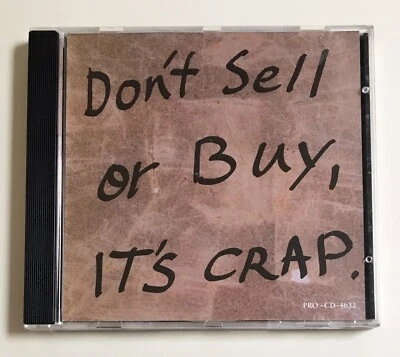 Don't Sell
or Buy,
IT's CRAP.
PRO-CD-4632